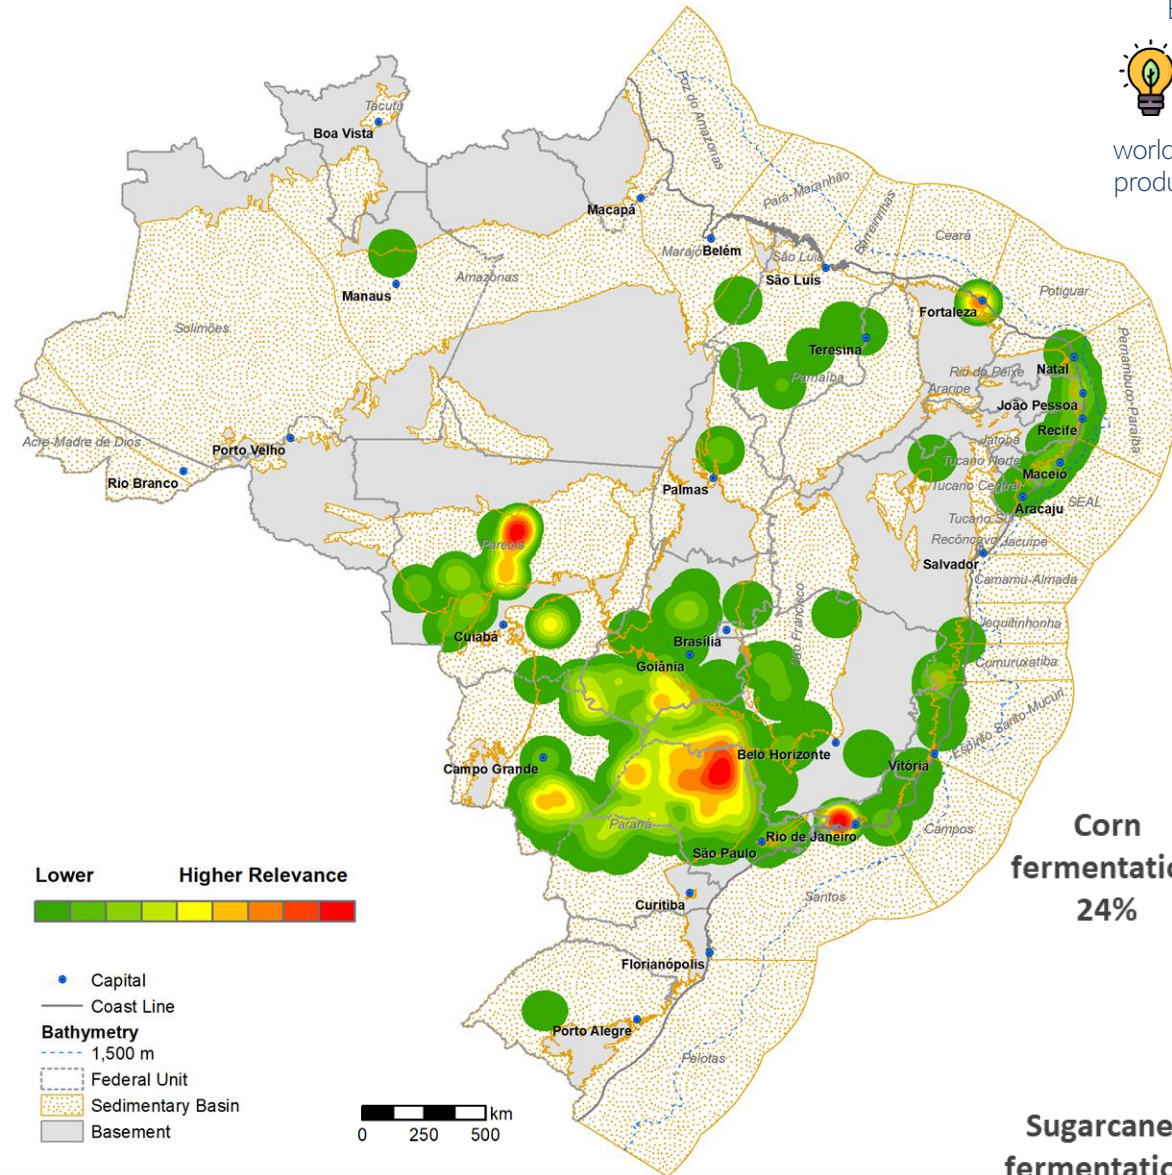 E
world
produ
Tacutu
Boa Vista
Foz do Amazonas
Pará-Maranhão
Barreirinhas
Macapá
Ceará
Marajó
Belém
São Luís
São Luís
Amazonas
Manaus
Potiguar
Solimões
Fortaleza
Teresina
Pernambuco-Paraíba
Natal
Rio do Peixe
Parnaíba
Araripe
João Pessoa
Recife
Acre-Madre de Dios
Porto Velho
Jatobá
Tucano Norte
Maceió
Rio Branco
Palmas
Tucano Central
Aracaju
SEAL
Tucano Sul
Parecis
Recôncavo
Jacuípe
Salvador
Camamu-Almada
São Francisco
Jequitinhonha
Cuiabá
Brasília
Goiânia
Cumuruxatiba
Espírito Santo-Mucuri
Belo Horizonte
Vitória
Campo Grande
Paraná
Rio de Janeiro
Campos
São Paulo
Corn
fermentatio
24%
Lower Higher Relevance
Santos
Curitiba
Florianópolis
Capital
Coast Line
Porto Alegre
Bathymetry
1,500 m
Pelotas
Federal Unit
Sedimentary Basin
Basement
km
0 250 500
Sugarcane
fermentation